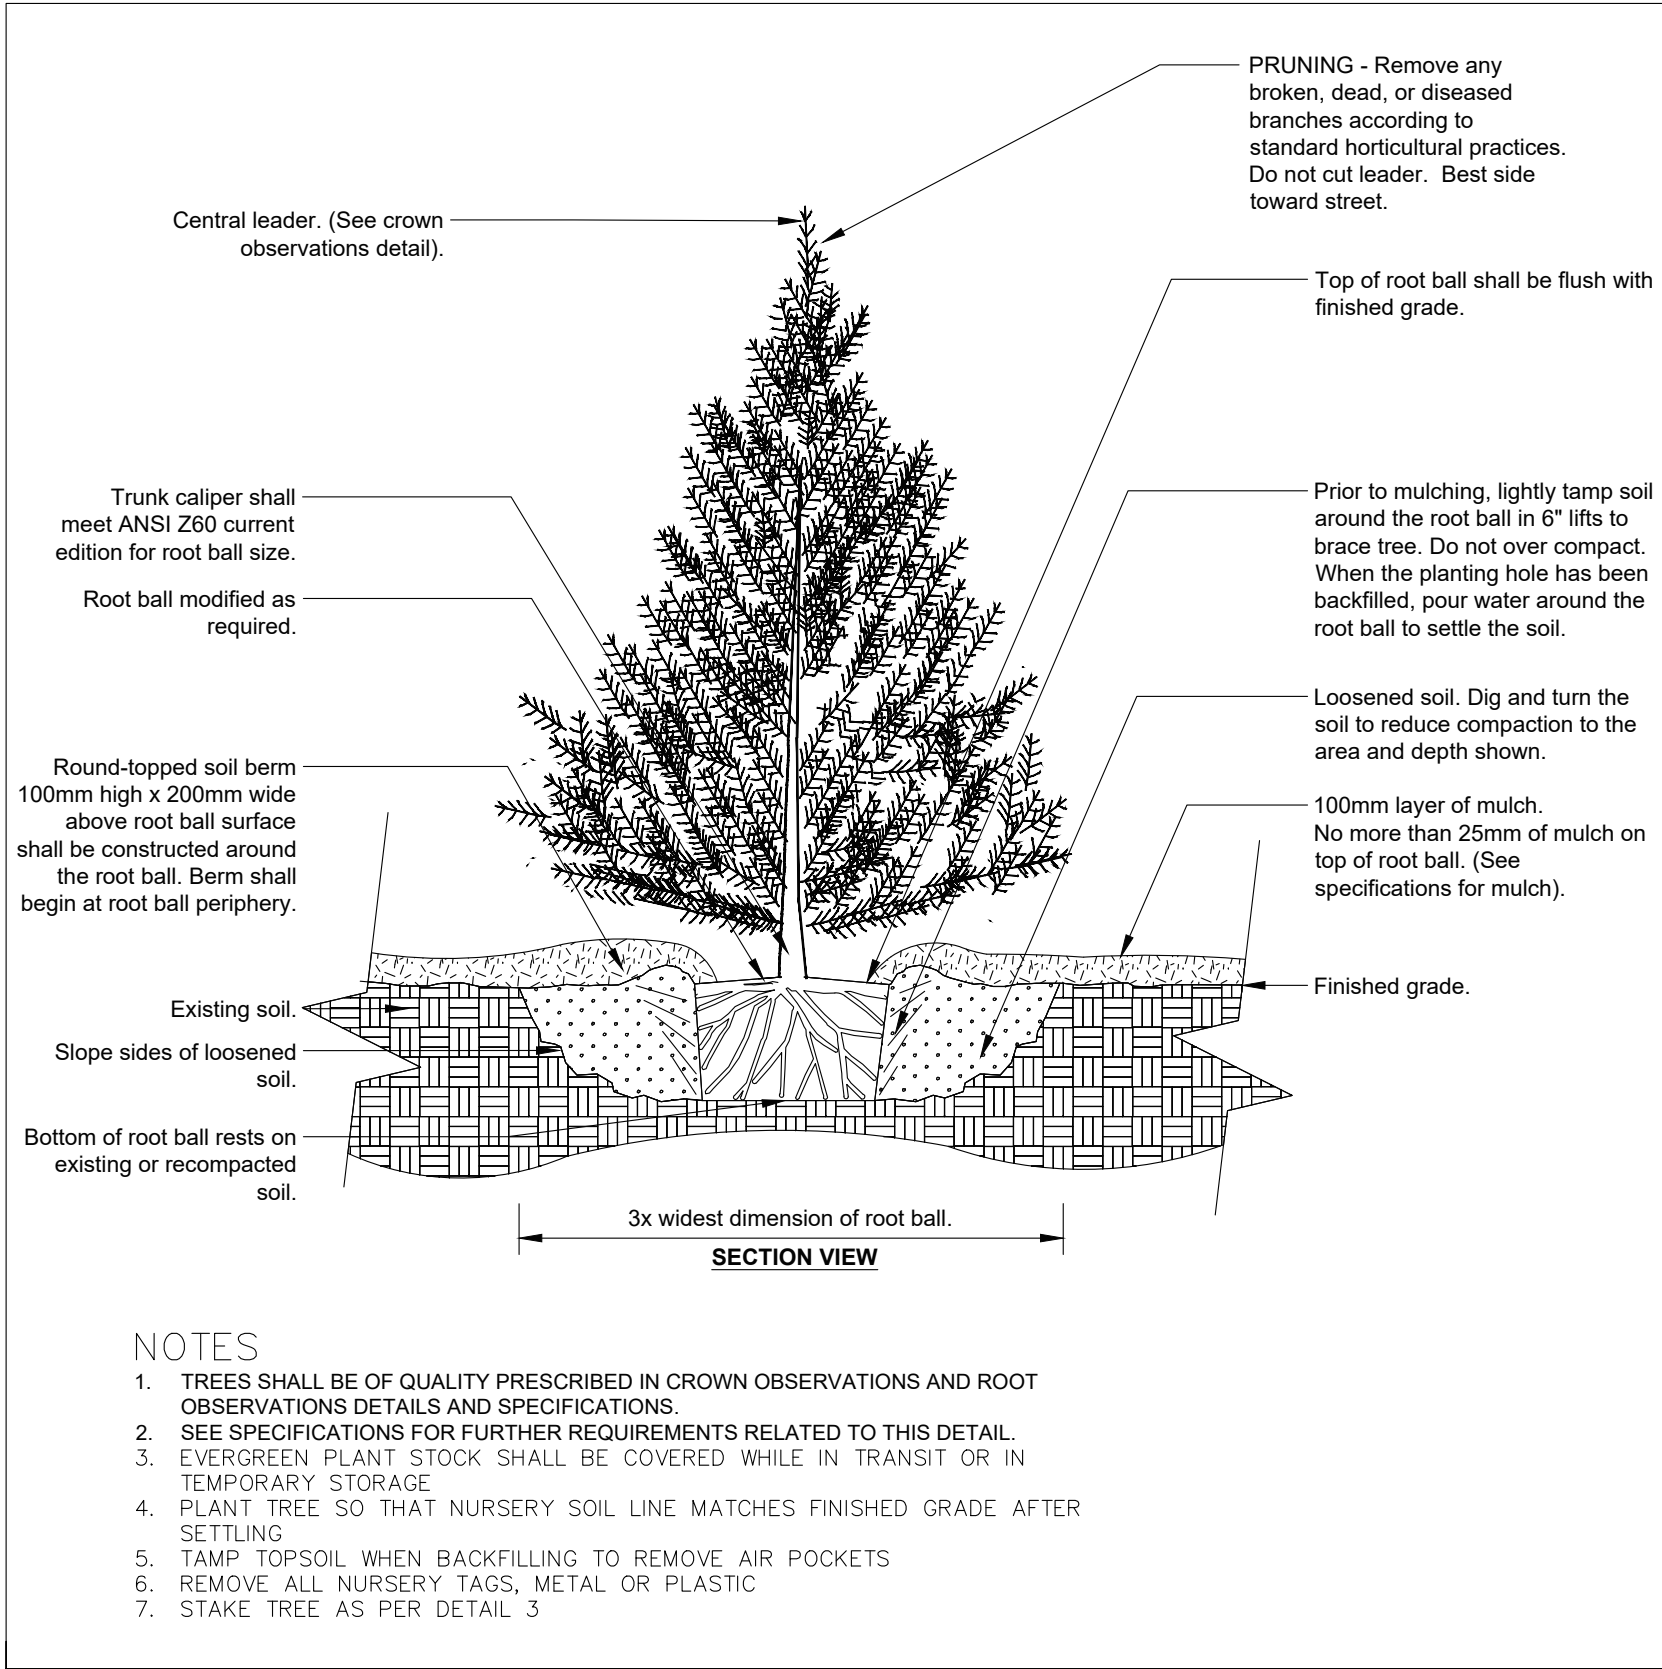 PRUNING - Remove any
broken, dead, or diseased
branches according to
standard horticultural practices.
Do not cut leader.  Best side
toward street.
Central leader. (See crown
observations detail).
Top of root ball shall be flush with
finished grade.
Trunk caliper shall
meet ANSI Z60 current
edition for root ball size.
Prior to mulching, lightly tamp soil
around the root ball in 6" lifts to
brace tree. Do not over compact.
When the planting hole has been
backfilled, pour water around the
root ball to settle the soil.
Root ball modified as
required.
Loosened soil. Dig and turn the
soil to reduce compaction to the
area and depth shown.
Round-topped soil berm
100mm high x 200mm wide
above root ball surface
shall be constructed around
the root ball. Berm shall
begin at root ball periphery.
100mm layer of mulch.
No more than 25mm of mulch on
top of root ball. (See
specifications for mulch).
Finished grade.
Existing soil.
Slope sides of loosened
soil.
Bottom of root ball rests on
existing or recompacted
soil.
3x widest dimension of root ball.
SECTION VIEW
NOTES
1. TREES SHALL BE OF QUALITY PRESCRIBED IN CROWN OBSERVATIONS AND ROOT
OBSERVATIONS DETAILS AND SPECIFICATIONS.
2. SEE SPECIFICATIONS FOR FURTHER REQUIREMENTS RELATED TO THIS DETAIL.
3. EVERGREEN PLANT STOCK SHALL BE COVERED WHILE IN TRANSIT OR IN
TEMPORARY STORAGE
4. PLANT TREE SO THAT NURSERY SOIL LINE MATCHES FINISHED GRADE AFTER
SETTLING
5. TAMP TOPSOIL WHEN BACKFILLING TO REMOVE AIR POCKETS
6. REMOVE ALL NURSERY TAGS, METAL OR PLASTIC
7. STAKE TREE AS PER DETAIL 3